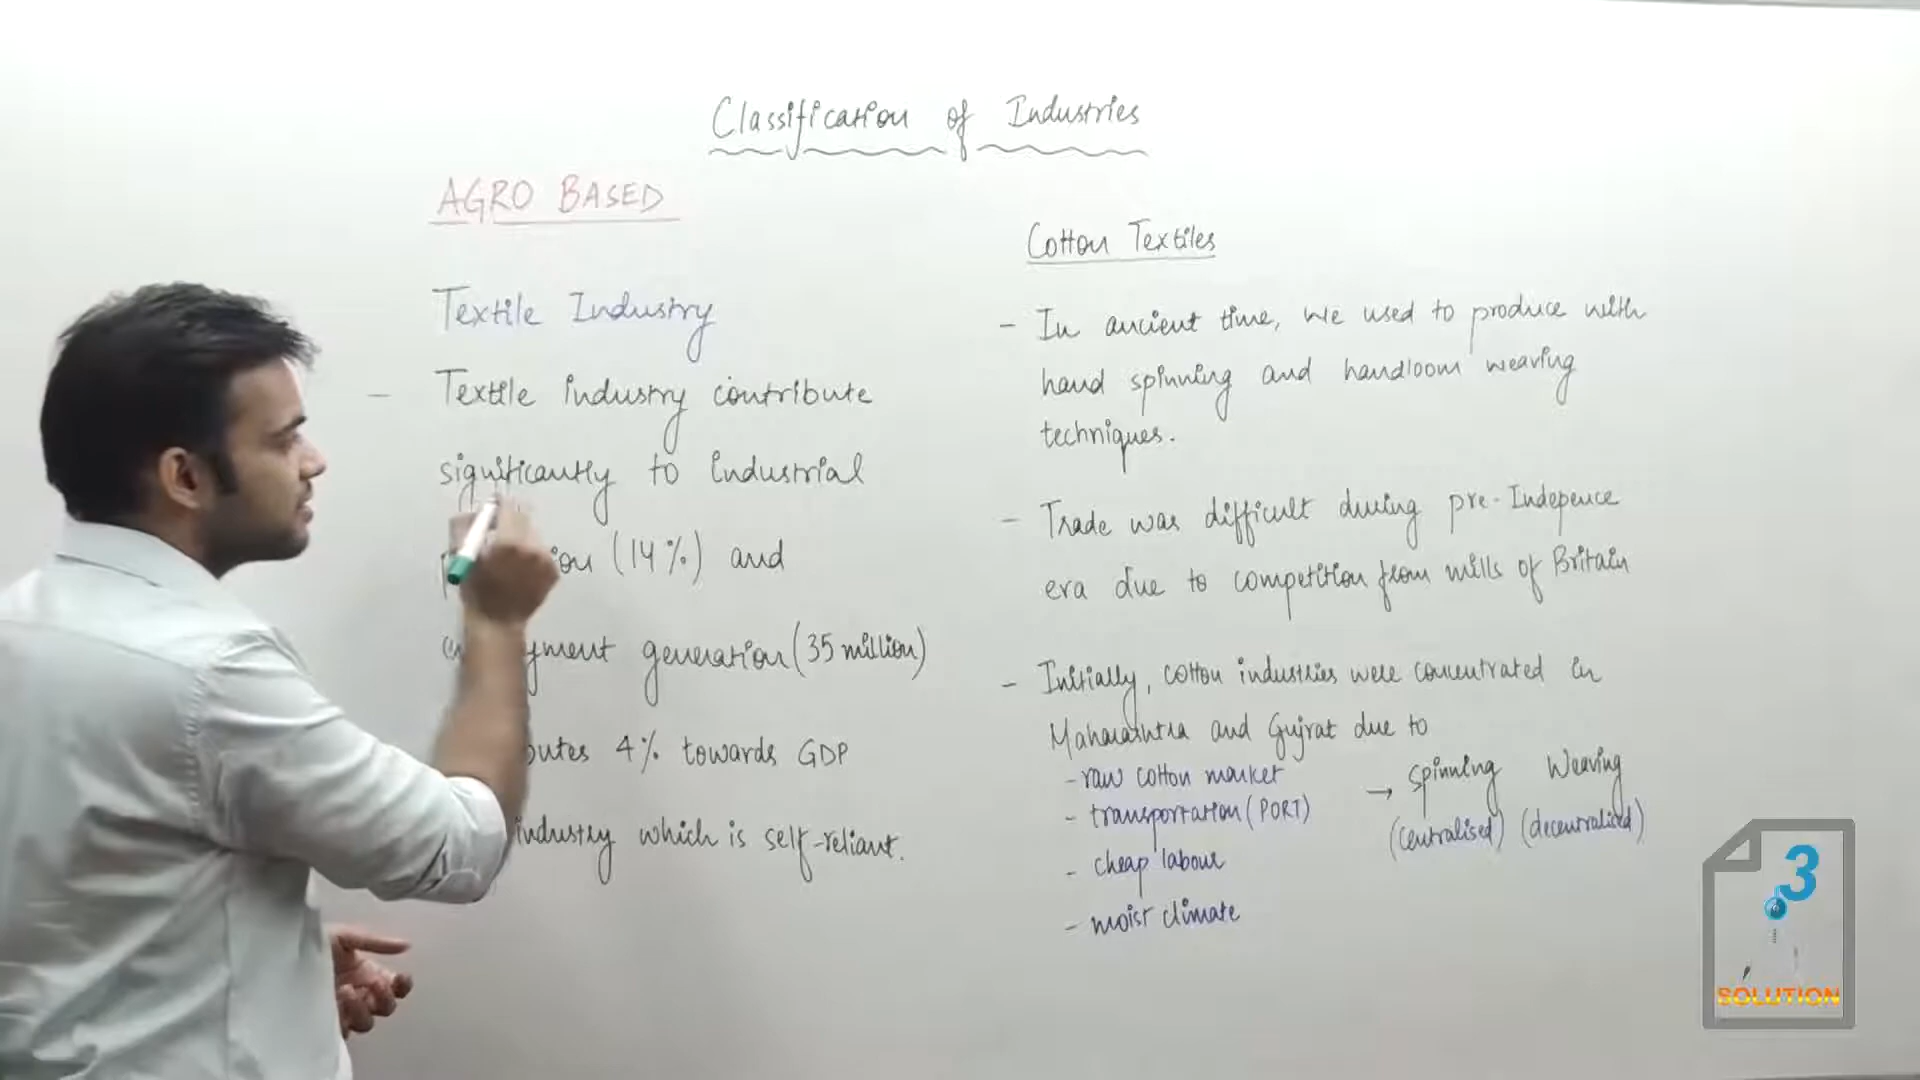 Classification of Industries
AGRO BASED
Textile Industry
- Textile industry contribute
significantly to industrial
(14%) and
generation (35 million)
4% towards GDP
industry which is self-reliant.
Cotton Textiles
- In ancient time, we used to produce with
hand spinning and handloom weaving
techniques.
- Trade was difficult during pre-Indepence
era due to competition from mills of Britain
- Initially, cotton industries were concentrated in
Maharashtra and Gujrat due to
- raw cotton market
- transportation (PORT)
- cheap labour
- moist climate
→ Spinning Weaving
(centralised) (decentralised)
3
SOLUTION